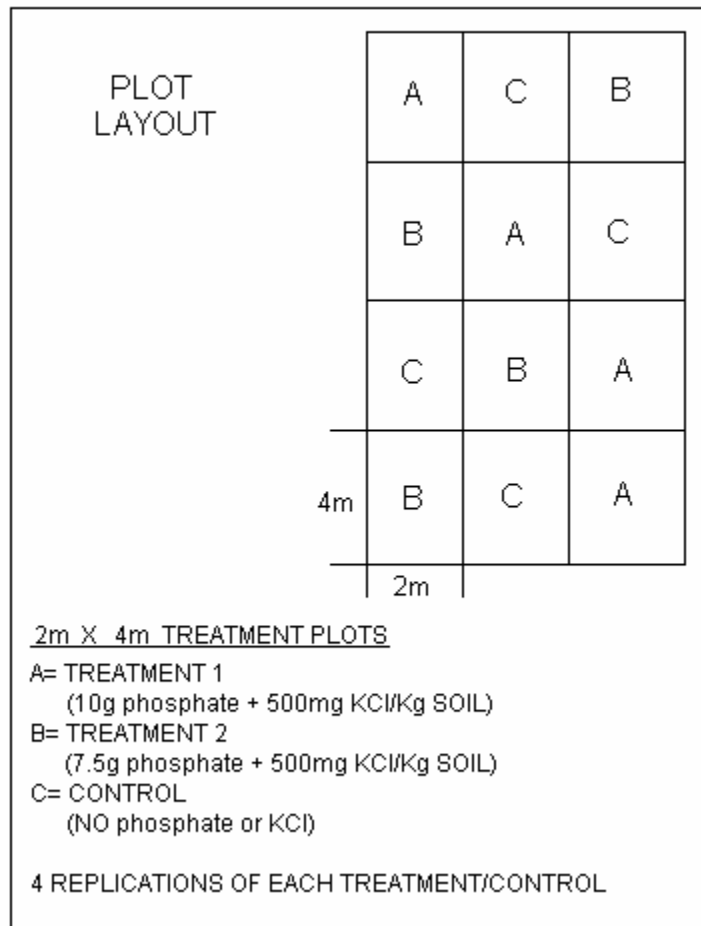 PLOT
LAYOUT
A C B
B A C
C B A
4m B C A
2m
2m X 4m TREATMENT PLOTS
A= TREATMENT 1
(10g phosphate + 500mg KCl/Kg SOIL)
B= TREATMENT 2
(7.5g phosphate + 500mg KCl/Kg SOIL)
C= CONTROL
(NO phosphate or KCl)
4 REPLICATIONS OF EACH TREATMENT/CONTROL